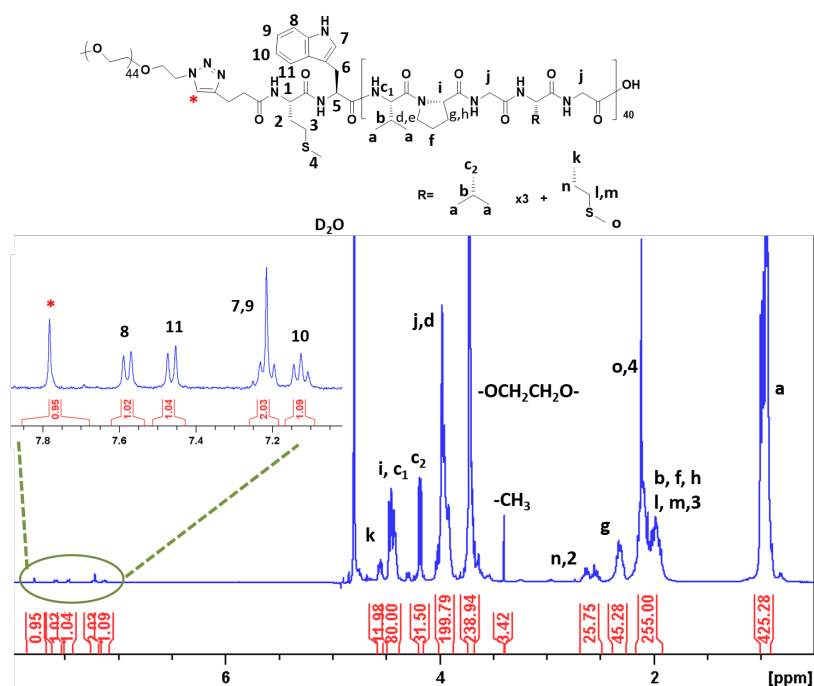 8
H
N
9
7
10
O
44
O
N
N
N
11
6
H
N
c1
i
j
j
OH
*
1
5
d,e
g,h
40
O
N
H
2
3
b
f
R
a
a
S
4
k
c2
n
l,m
R=
b
x3 +
a
a
S
o
D2O
*
8
11
7,9
10
0.95
1.02
1.04
2.03
1.09
7.8
7.6
7.4
7.2
j,d
o,4
-OCH2CH2O-
a
i, c1
c2
-CH3
b, f, h
l, m,3
k
g
n,2
0.95
1.02
1.04
2.03
1.09
11.98
80.00
31.50
199.79
238.94
3.42
25.75
45.28
255.00
425.28
6
4
2
[ppm]